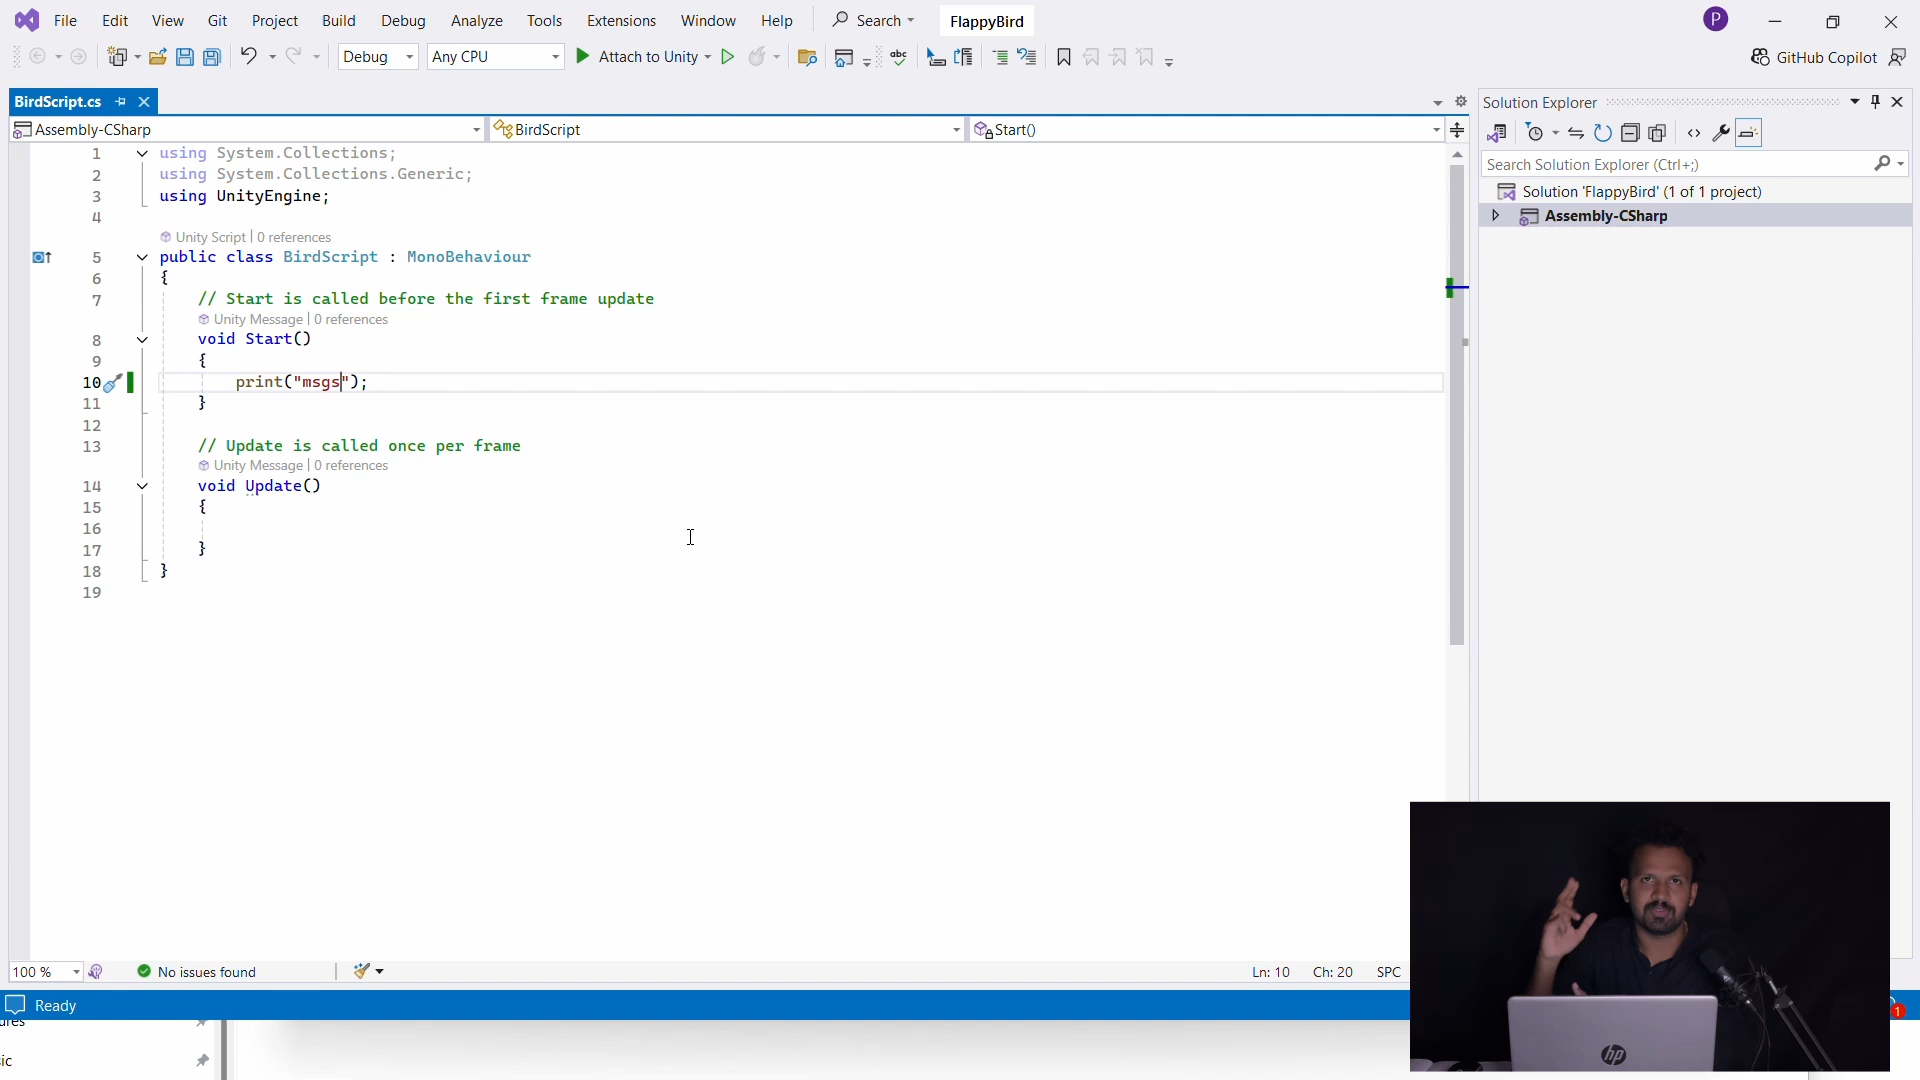 File Edit View Git Project Build Debug Analyze Tools Extensions Window Help Search FlappyBird P
Debug Any CPU Attach to Unity abc GitHub Copilot
BirdScript.cs
Assembly-CSharp BirdScript Start()
1 using System.Collections;
2 using System.Collections.Generic;
3 using UnityEngine;
4
Unity Script | 0 references
5 public class BirdScript : MonoBehaviour
6 {
7 // Start is called before the first frame update
Unity Message | 0 references
8 void Start()
9 {
10 print("msgs");
11 }
12
13 // Update is called once per frame
Unity Message | 0 references
14 void Update()
15 {
16
17 }
18 }
19
Solution Explorer
Search Solution Explorer (Ctrl+;)
Solution 'FlappyBird' (1 of 1 project)
Assembly-CSharp
100 % No issues found Ln: 10 Ch: 20 SPC
Ready
1
hp